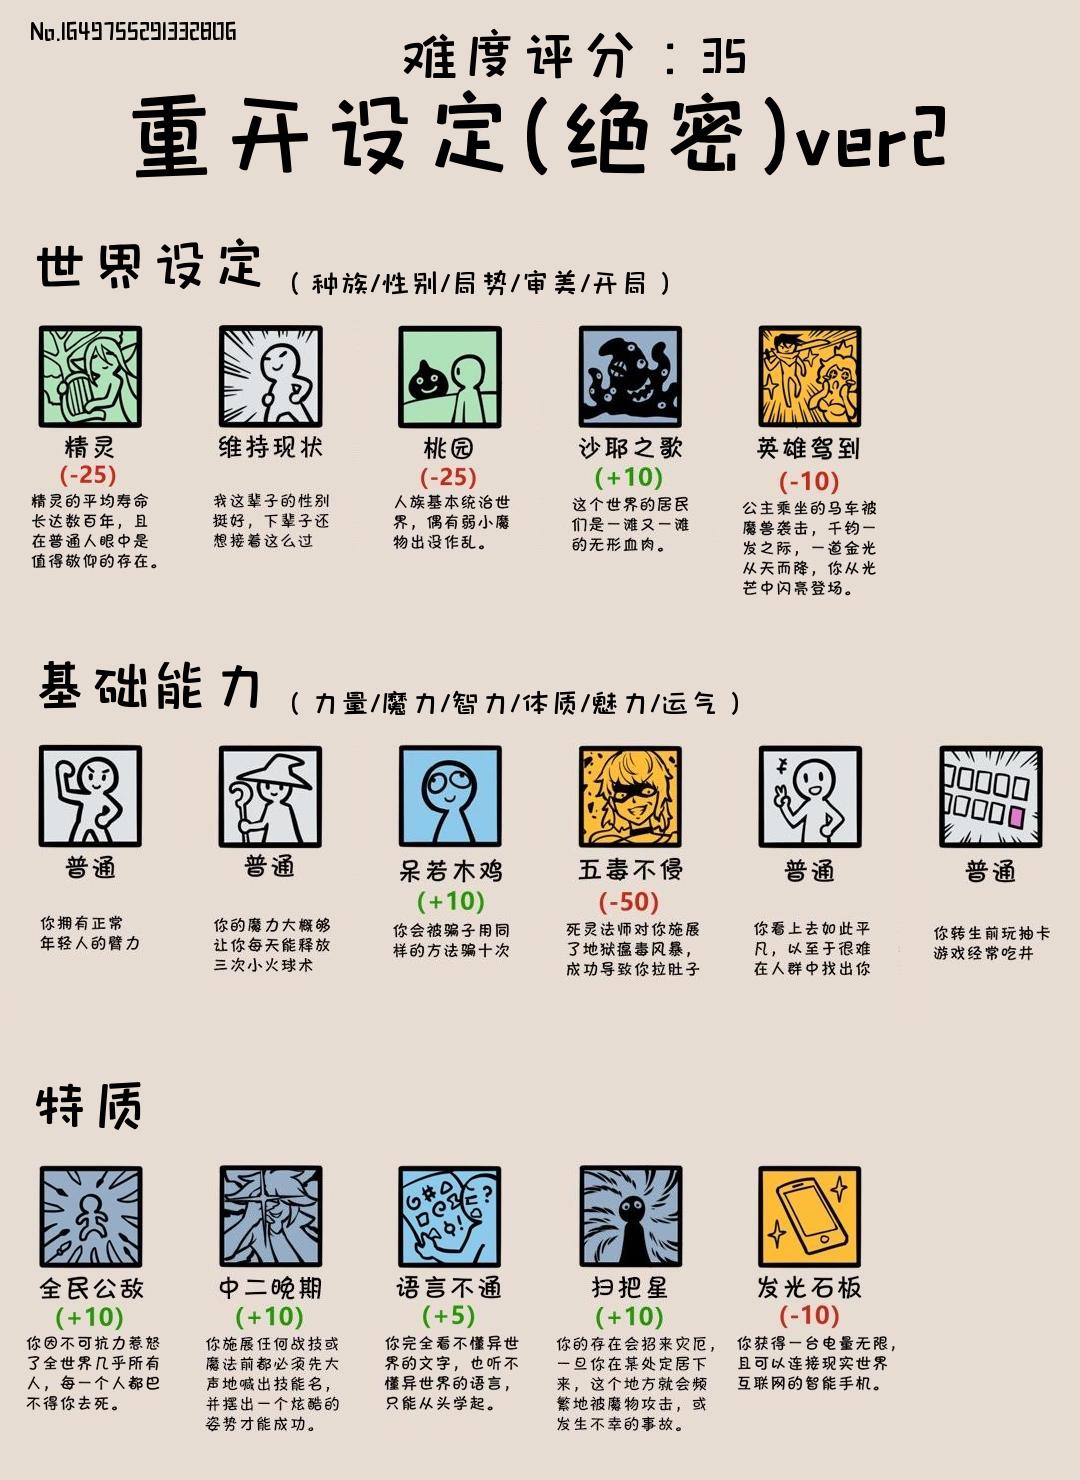 No.1649755291332806
难度评分：35
重开设定(绝密)ver2
世界设定 (种族/性别/局势/审美/开局)
精灵
(-25)
精灵的平均寿命
长达数百年，且
在普通人眼中是
值得敬仰的存在。
维持现状
我这辈子的性别
挺好，下辈子还
想接着这么过
桃园
(-25)
人族基本统治世
界，偶有弱小魔
物出没作乱。
沙耶之歌
(+10)
这个世界的居民
们是一滩又一滩
的无形血肉。
英雄驾到
(-10)
公主乘坐的马车被
魔兽袭击，千钧一
发之际，一道金光
从天而降，你从光
芒中闪亮登场。
基础能力 (力量/魔力/智力/体质/魅力/运气)
普通
你拥有正常
年轻人的臂力
普通
你的魔力大概够
让你每天能释放
三次小火球术
呆若木鸡
(+10)
你会被骗子用同
样的方法骗十次
五毒不侵
(-50)
死灵法师对你施展
了地狱瘟毒风暴，
成功导致你拉肚子
普通
你看上去如此平
凡，以至于很难
在人群中找出你
普通
你转生前玩抽卡
游戏经常吃井
特质
全民公敌
(+10)
你因不可抗力惹怒
了全世界几乎所有
人，每一个人都巴
不得你去死。
中二晚期
(+10)
你施展任何战技或
魔法前都必须先大
声地喊出技能名，
并摆出一个炫酷的
姿势才能成功。
语言不通
(+5)
你完全看不懂异世
界的文字，也听不
懂异世界的语言，
只能从头学起。
扫把星
(+10)
你的存在会招来灾厄，
一旦你在某处定居下
来，这个地方就会频
繁地被魔物攻击，或
发生不幸的事故。
发光石板
(-10)
你获得一台电量无限，
且可以连接现实世界
互联网的智能手机。